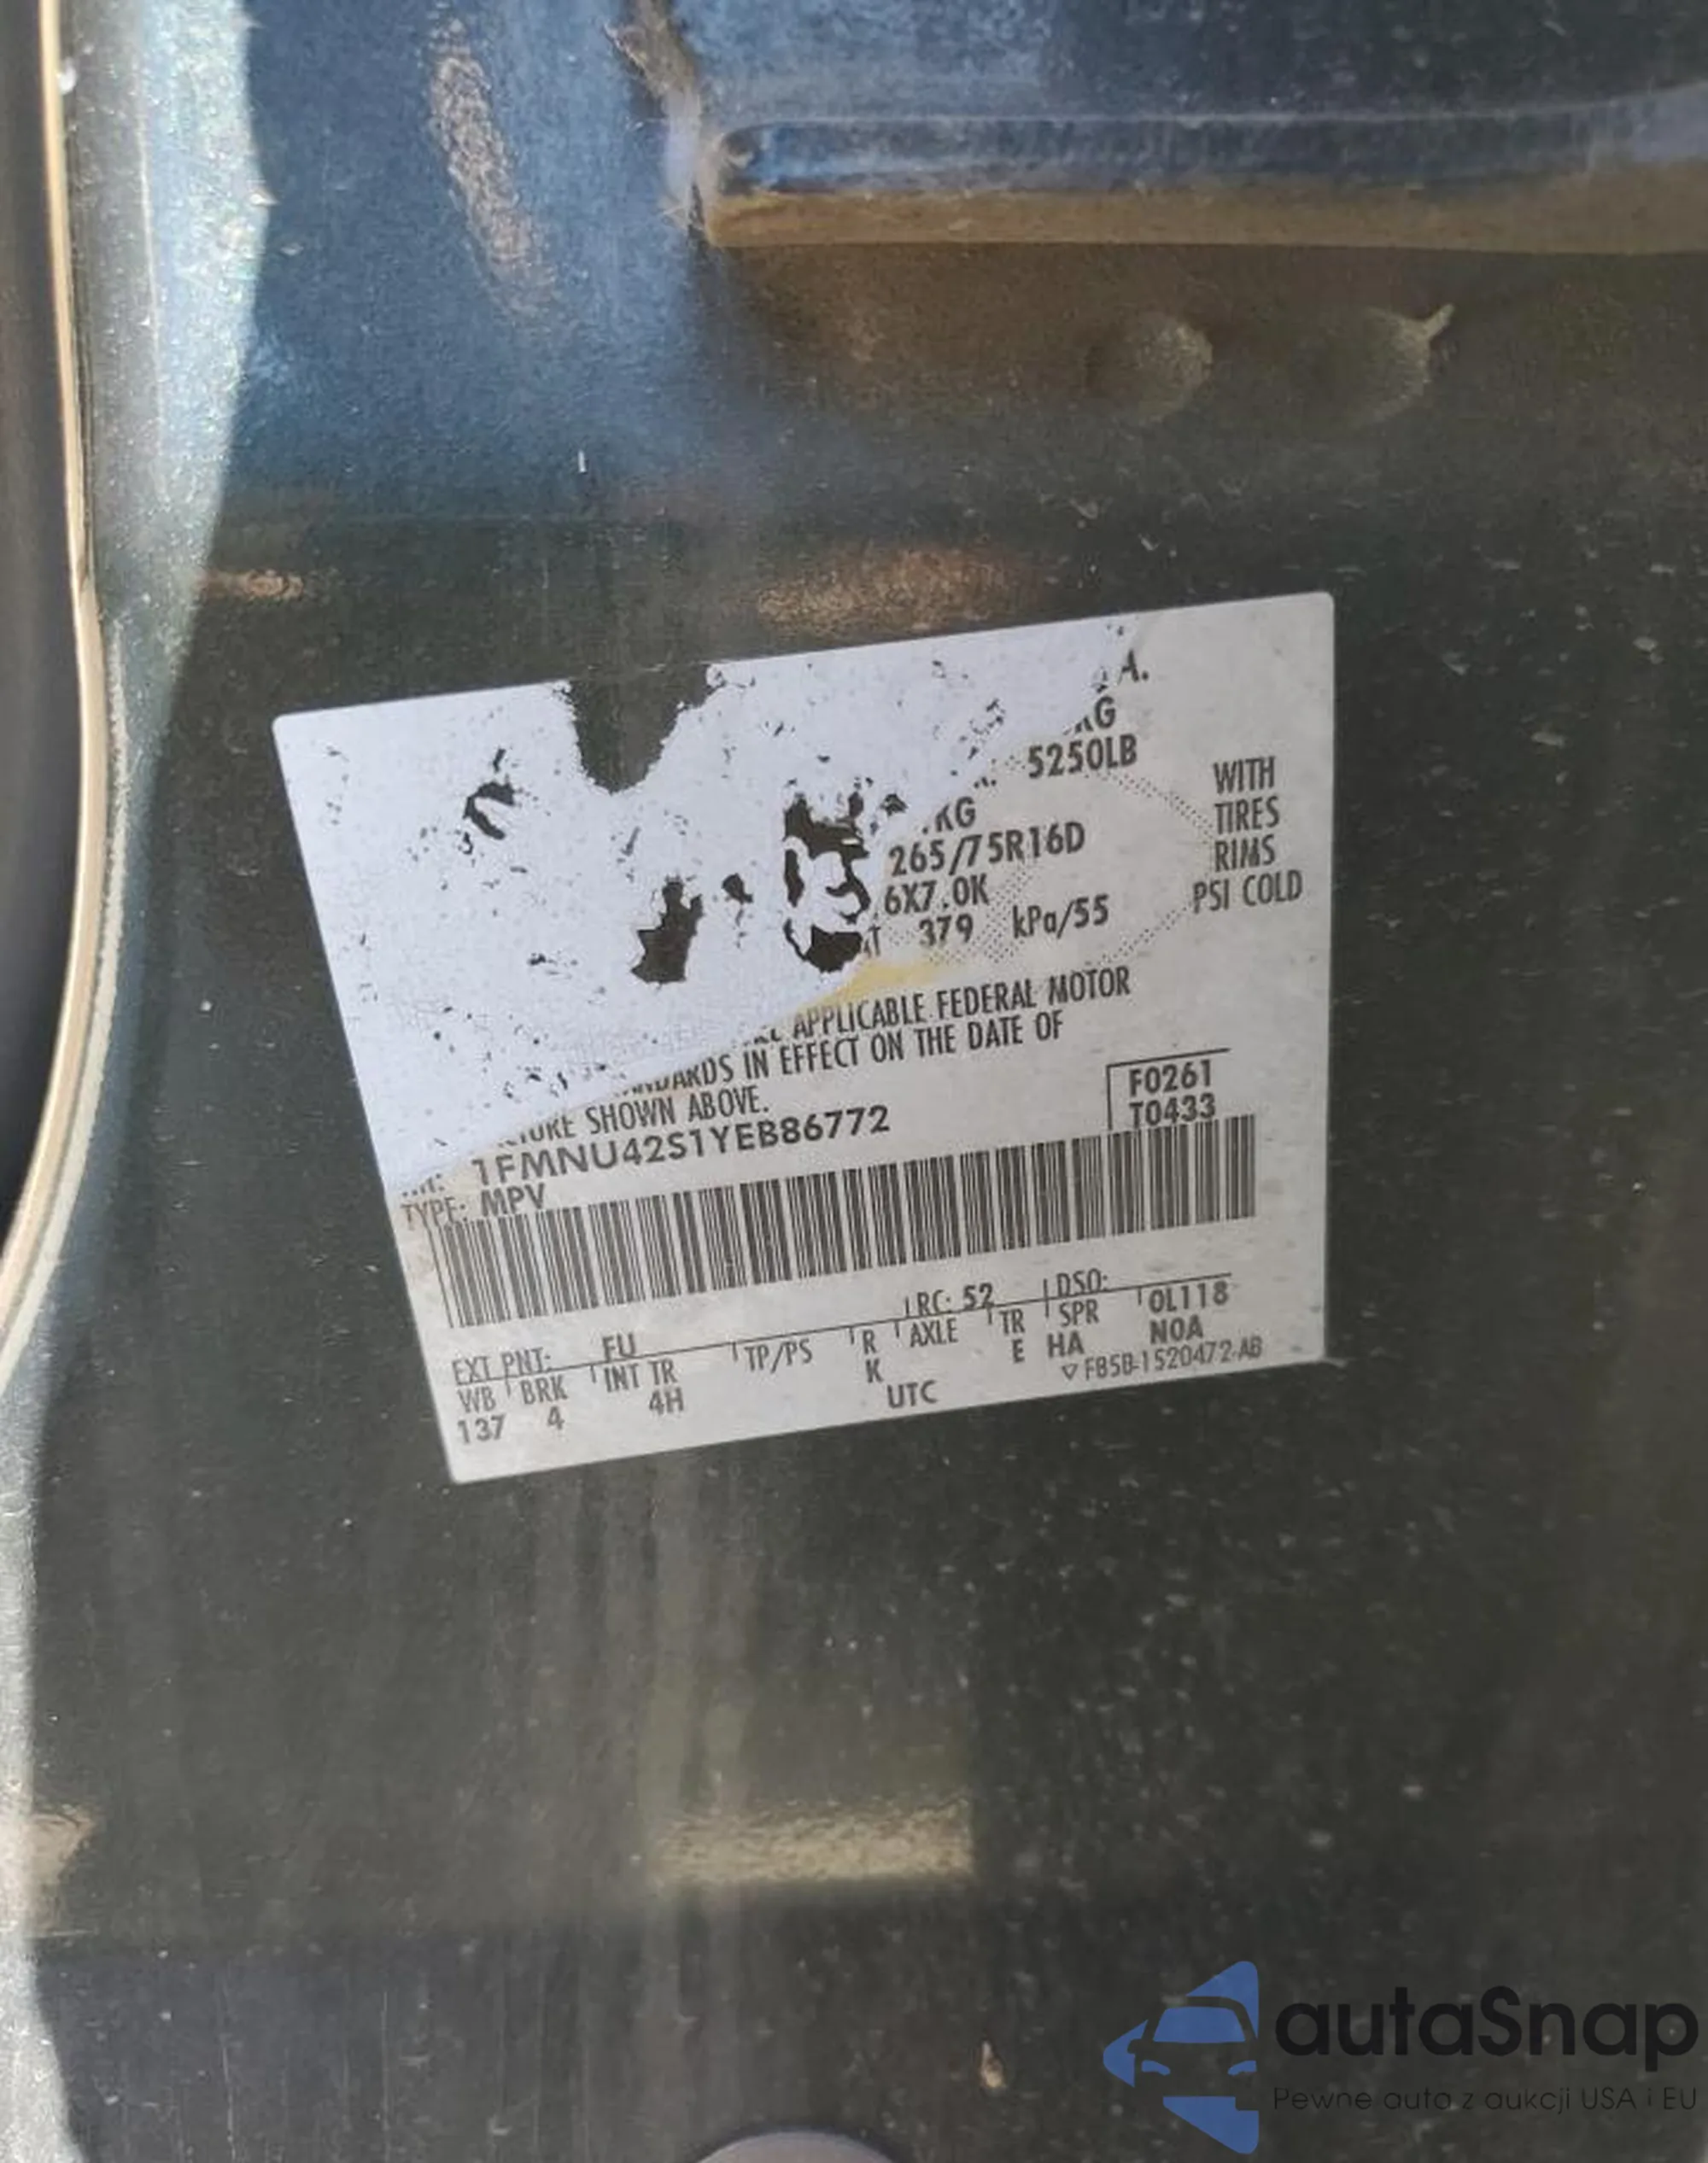 A.
KG
5250LB
KG
265/75R16D
6X7.0K
AT 379 kPa/55
WITH
TIRES
RIMS
PSI COLD
APPLICABLE FEDERAL MOTOR
STANDARDS IN EFFECT ON THE DATE OF
SHOWN ABOVE.
1FMNU42S1YEB86772
F0261
T0433
TYPE: MPV
EXT PNT: FU RC: 52 DSO:
WB BRK INT TR TP/PS R AXLE TR SPR OL118
137 4 4H K E HA NOA
UTC ▽F85B-1520472-AB
autaSnap
Pewne auta z aukcji USA i EU